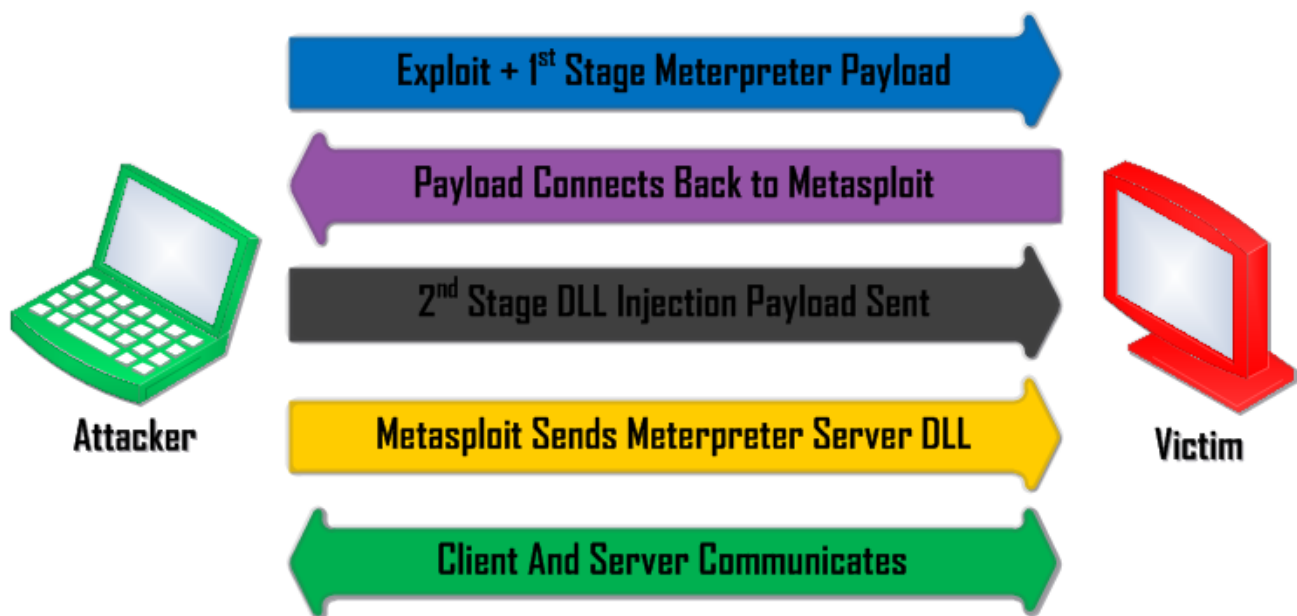 Exploit + 1st Stage Meterpreter Payload
Payload Connects Back to Metasploit
2nd Stage DLL Injection Payload Sent
Metasploit Sends Meterpreter Server DLL
Client And Server Communicates
Attacker
Victim